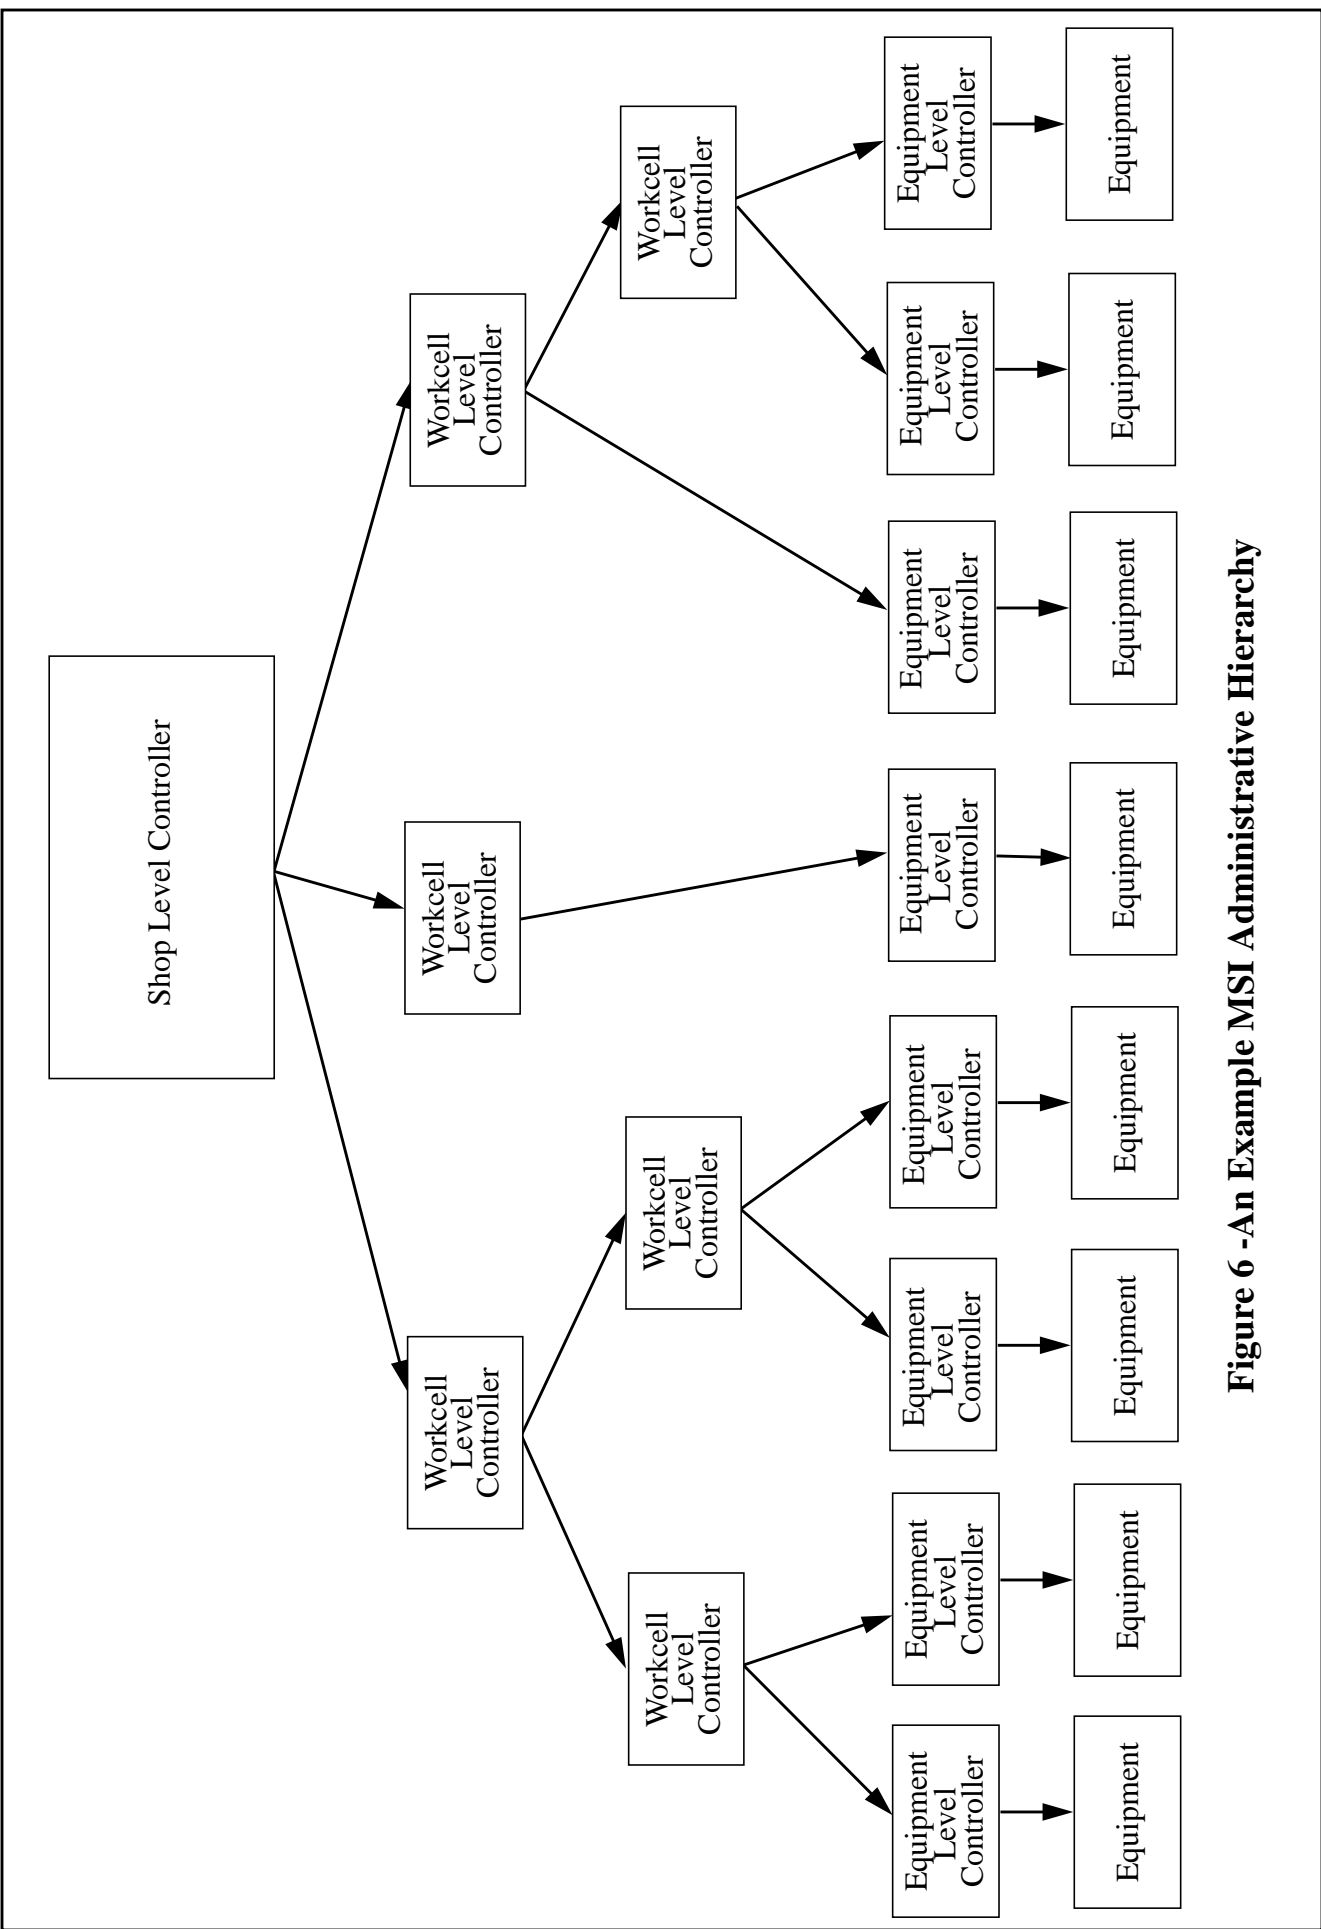 Shop Level Controller
Workcell
Level
Controller
Workcell
Level
Controller
Workcell
Level
Controller
Workcell
Level
Controller
Workcell
Level
Controller
Workcell
Level
Controller
Equipment
Level
Controller
Equipment
Level
Controller
Equipment
Level
Controller
Equipment
Level
Controller
Equipment
Level
Controller
Equipment
Level
Controller
Equipment
Level
Controller
Equipment
Level
Controller
Equipment
Equipment
Equipment
Equipment
Equipment
Equipment
Equipment
Equipment
Figure 6 -An Example MSI Administrative Hierarchy